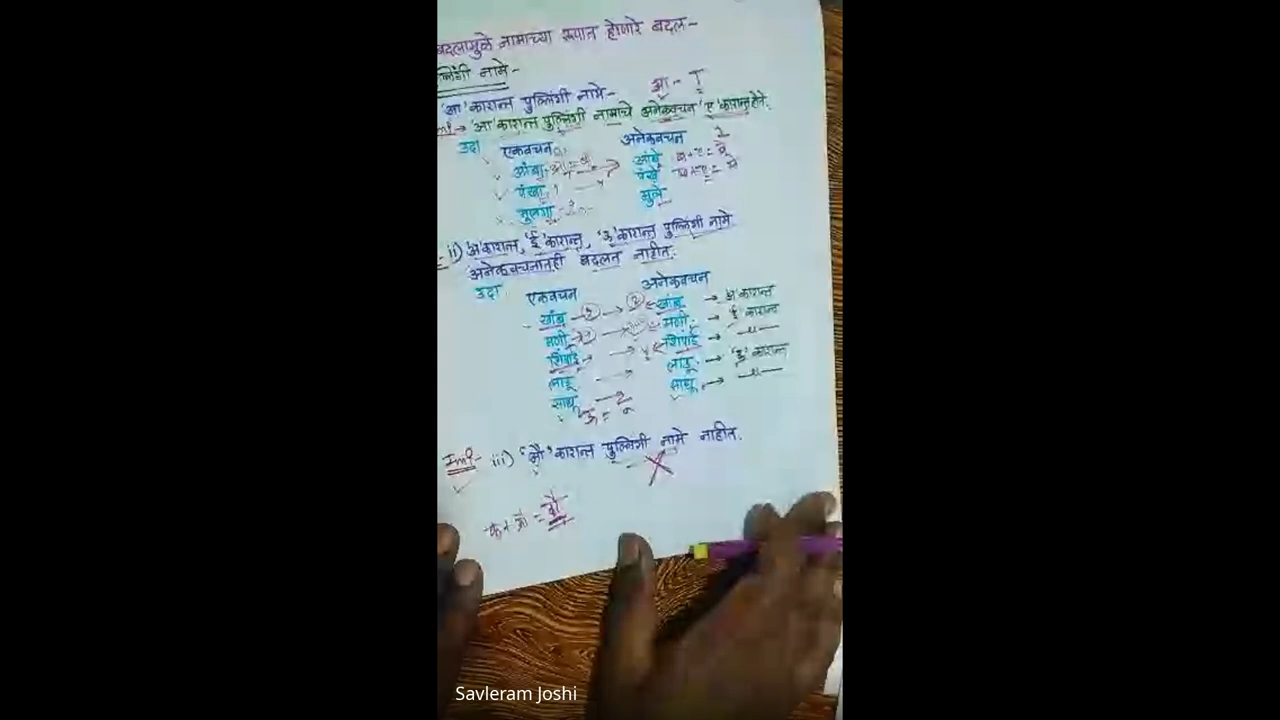 बदलामुळे नामाच्या रूपात होणारे बदल-
ल्लिंगी नामे-
'आ' कारान्त पुल्लिंगी नामे- आ - ा
'आ' कारान्त पुल्लिंगी नामाचे अनेकवचन 'ए' कारान्त होते.
उदा एकवचन अनेकवचन
आंबा आंबे
पंखा पंखे
मुलगा मुले
ii) 'अ' कारान्त, 'ई' कारान्त, 'ऊ' कारान्त पुल्लिंगी नामे
अनेकवचनातही बदलत नाहीत.
उदा एकवचन अनेकवचन
खांब → खांब → अ कारान्त
मणी → मणी → ई कारान्त
शिपाई → शिपाई → -॥-
लाडू → लाडू → 'ऊ' कारान्त
साधू → साधू → -॥-
Imp- iii) 'औ' कारान्त पुल्लिंगी नामे नाहीत.
Savleram Joshi